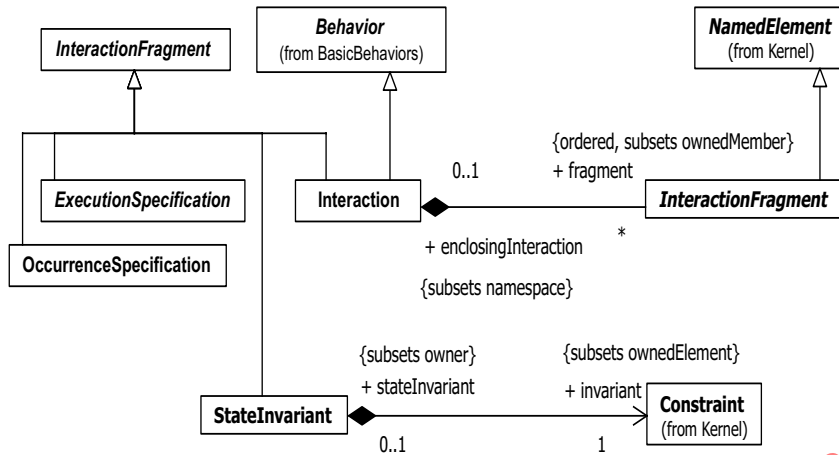 Behavior
(from BasicBehaviors)
NamedElement
(from Kernel)
InteractionFragment
{ordered, subsets ownedMember}
0..1
+ fragment
ExecutionSpecification
Interaction
InteractionFragment
+ enclosingInteraction
*
OccurrenceSpecification
{subsets namespace}
{subsets owner}
{subsets ownedElement}
+ stateInvariant
+ invariant
StateInvariant
Constraint
(from Kernel)
0..1
1